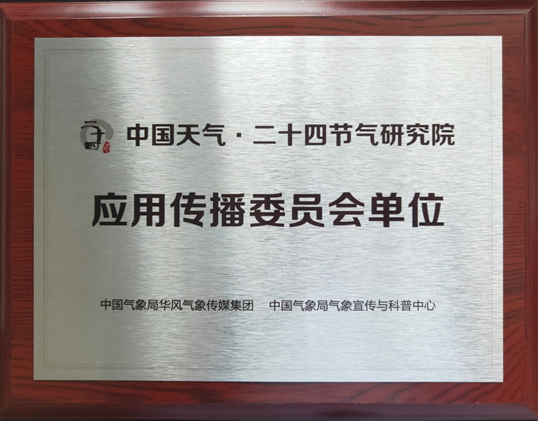 中国天气·二十四节气研究院
应用传播委员会单位
中国气象局华风气象传媒集团 中国气象局气象宣传与科普中心